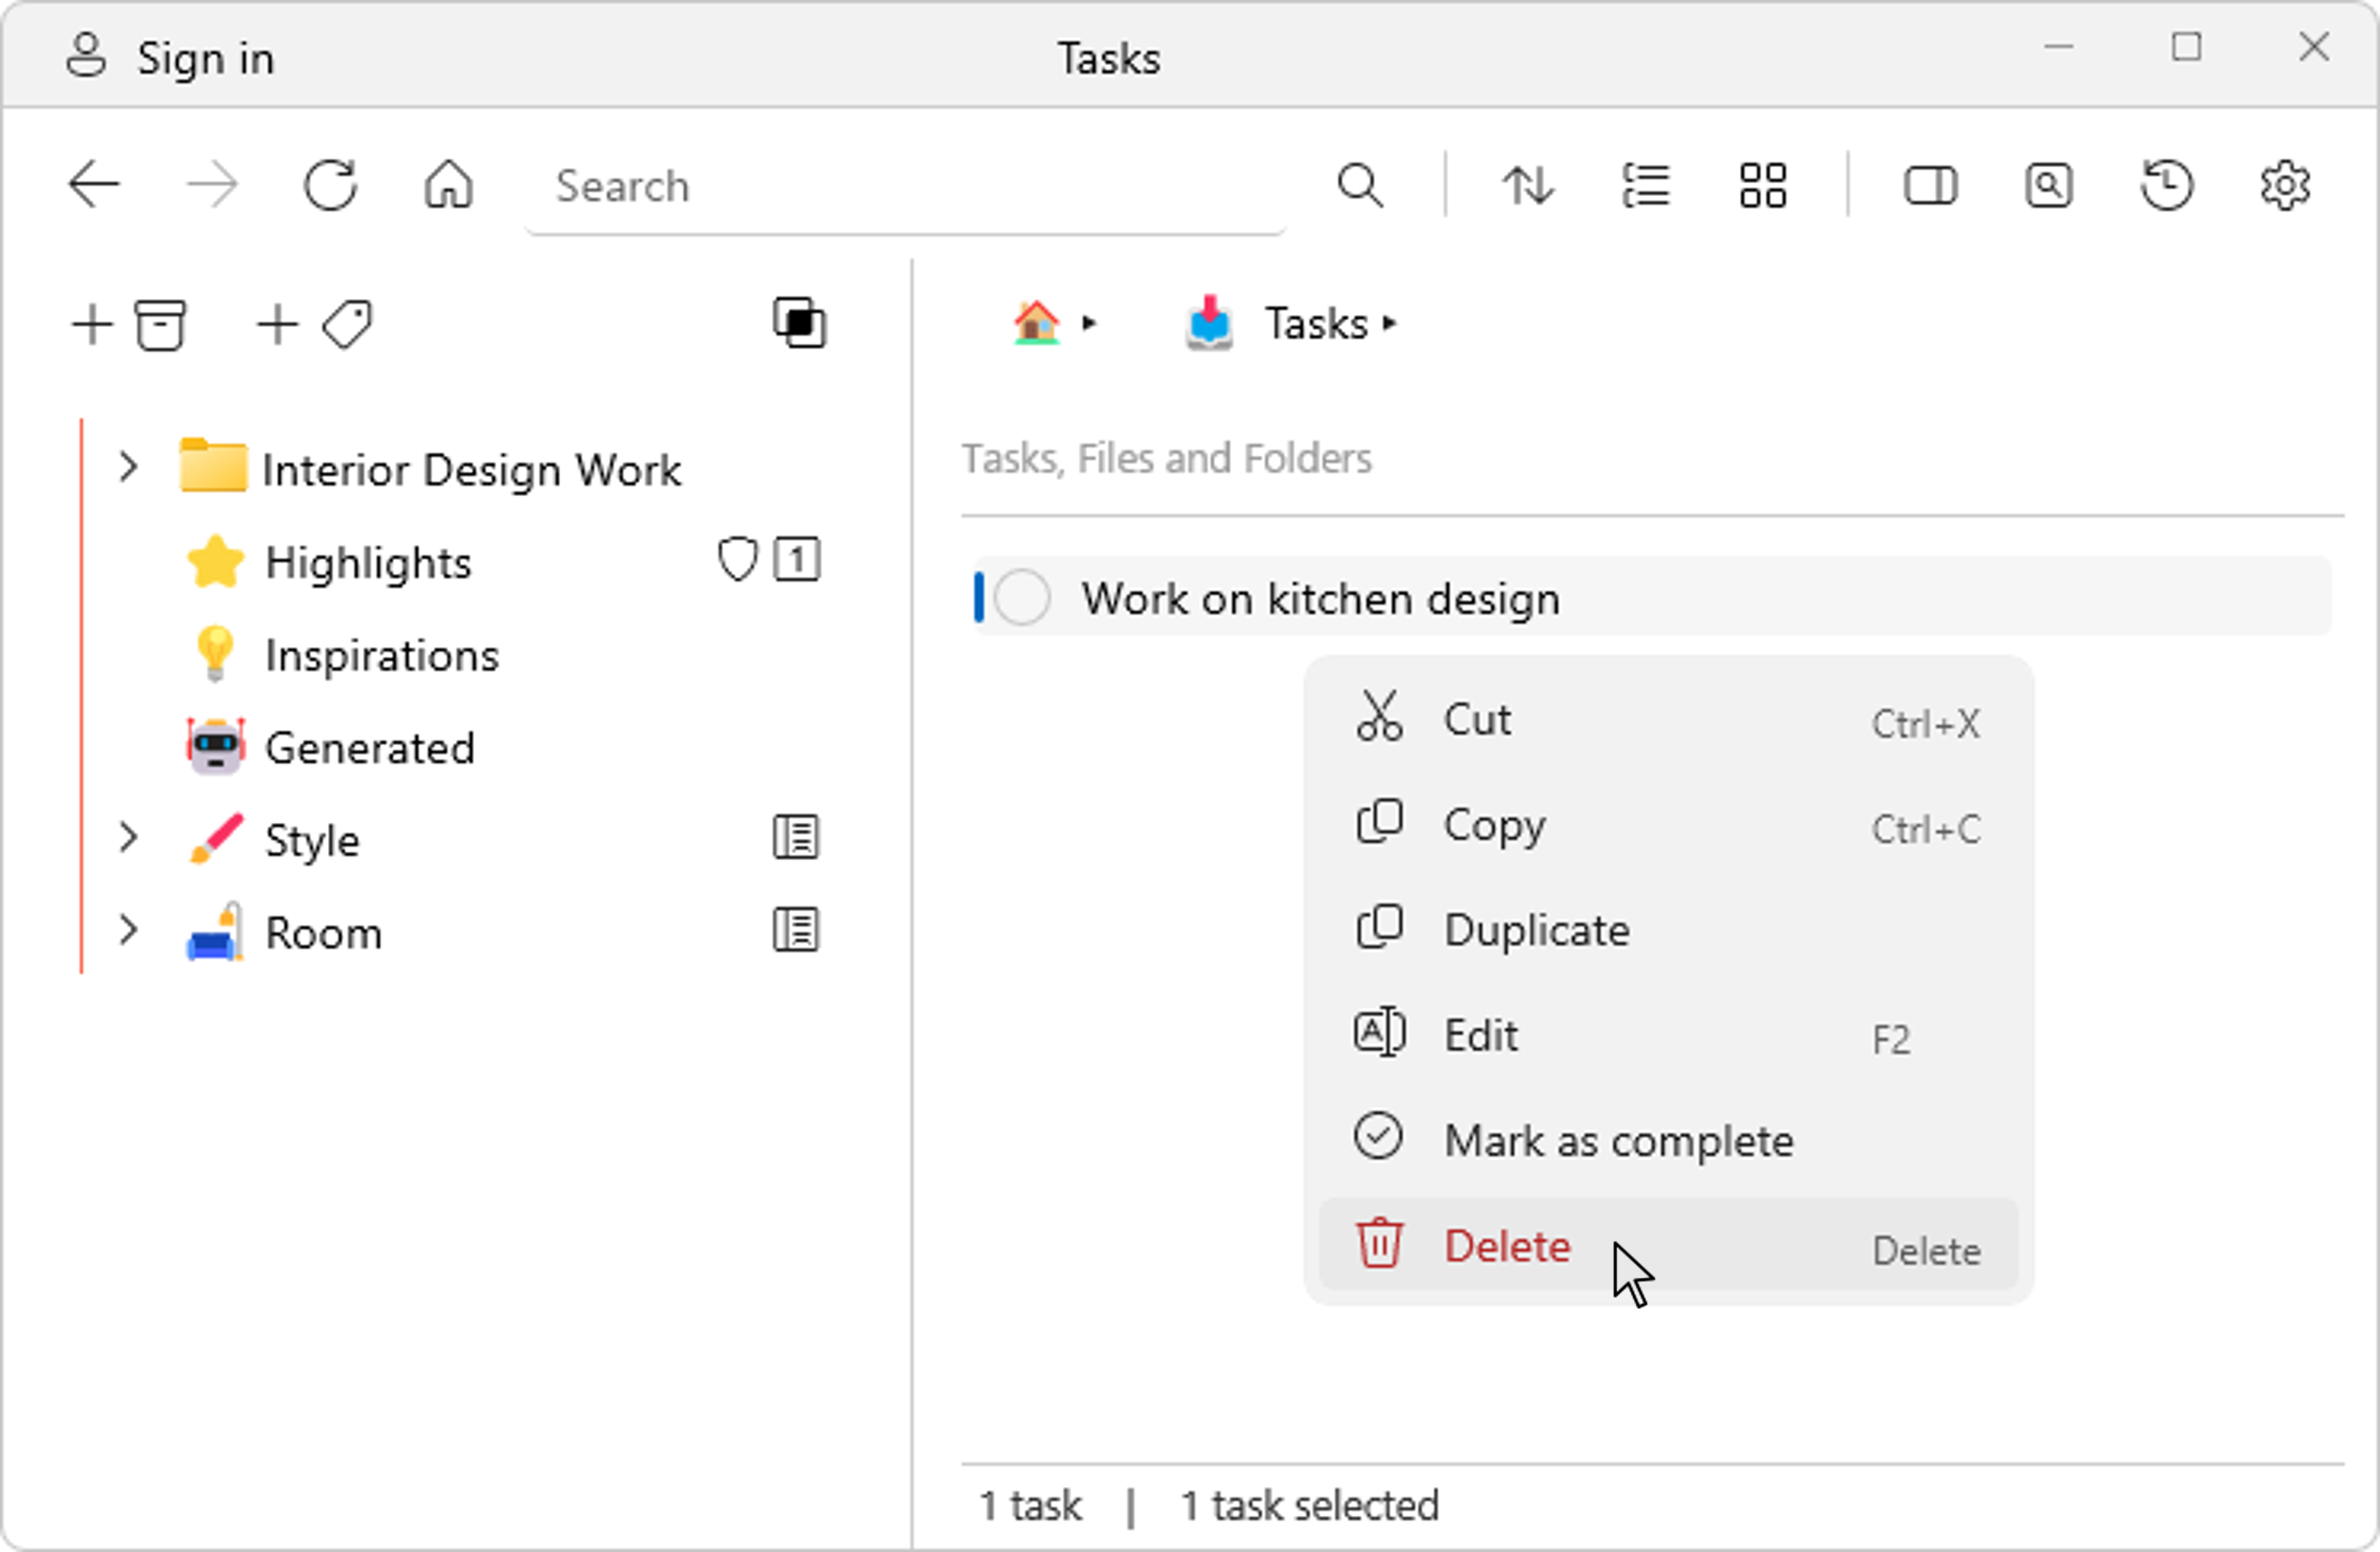 Sign in
Tasks
Search
Tasks
Tasks, Files and Folders
Interior Design Work
Highlights
1
Inspirations
Generated
Style
Room
Work on kitchen design
Cut Ctrl+X
Copy Ctrl+C
Duplicate
Edit F2
Mark as complete
Delete Delete
1 task | 1 task selected